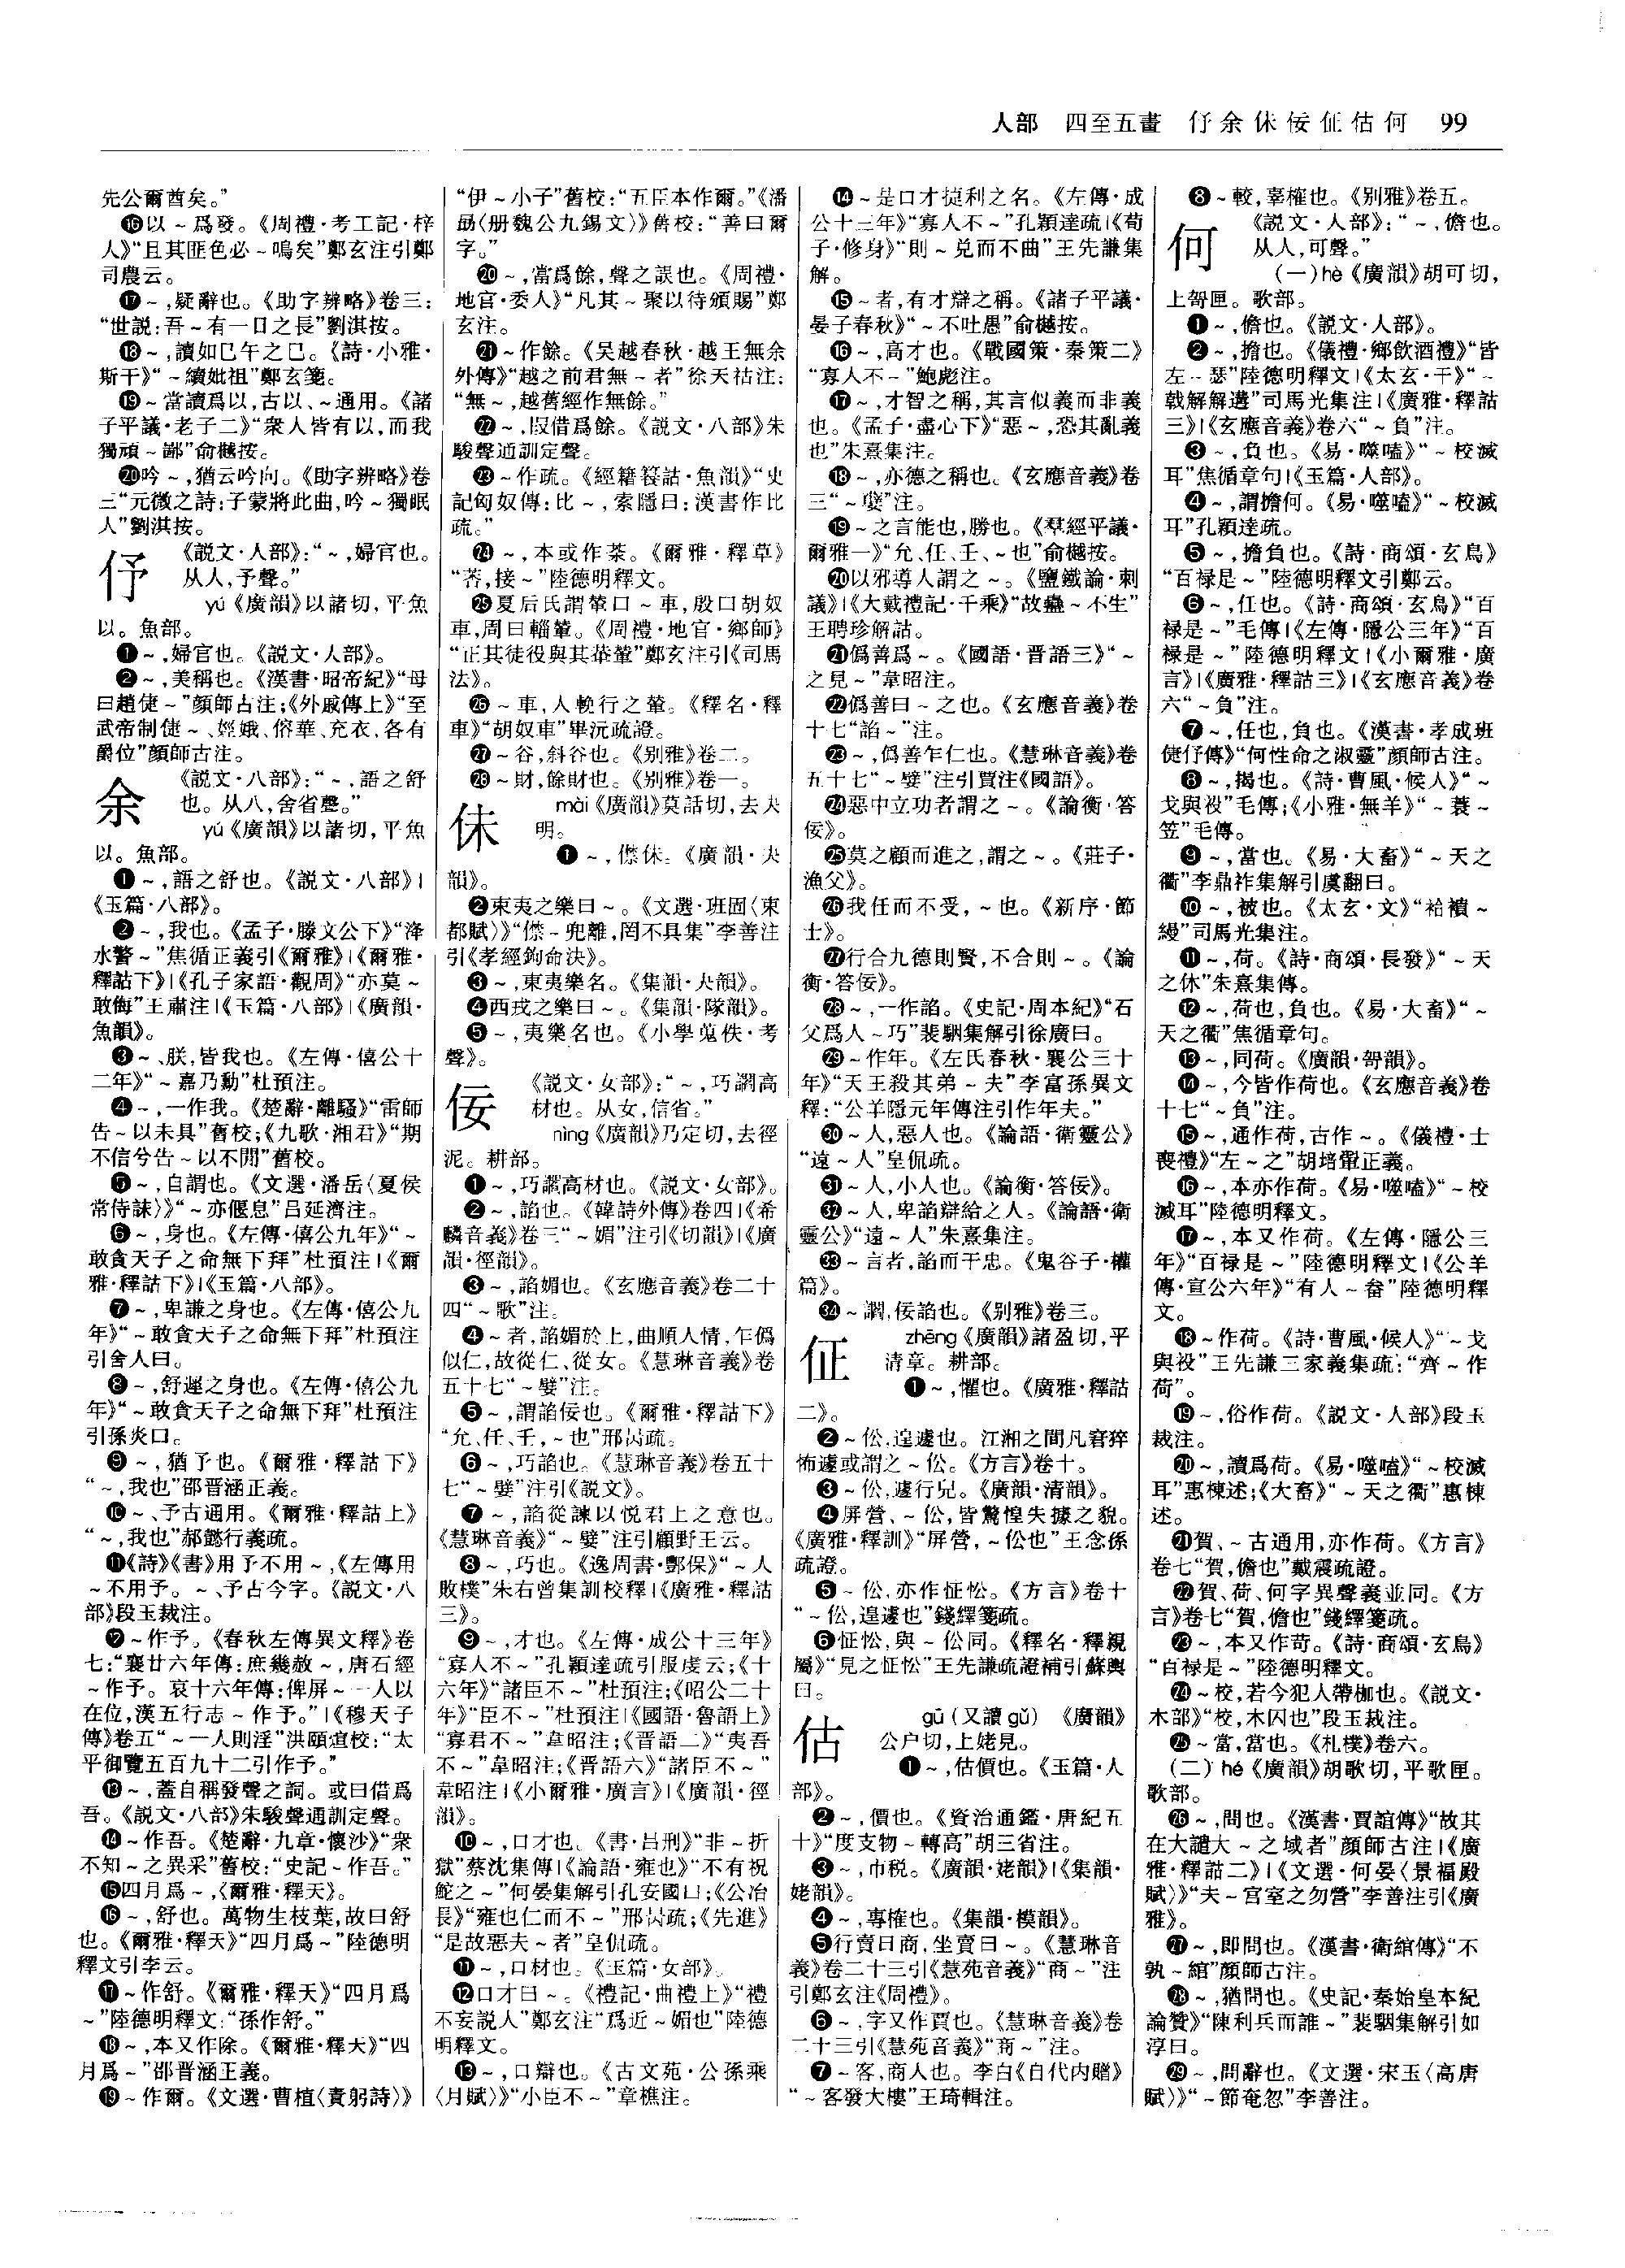 人部　四至五畫　伃余佅佞佂估何　99
先公爾酋矣。”
⓰以～爲發。《周禮·考工記·梓
人》“且其匪色必～鳴矣”鄭玄注引鄭
司農云。
⓱～,疑辭也。《助字辨略》卷三:
“世説:吾～有一日之長”劉淇按。
⓲～,讀如巳午之巳。《詩·小雅·
斯干》“～續妣祖”鄭玄箋。
⓳～當讀爲以,古以、～通用。《諸
子平議·老子二》“衆人皆有以,而我
獨頑～鄙”俞樾按。
⓴吟～,猶云吟向。《助字辨略》卷
三“元微之詩:子蒙將此曲,吟～獨眠
人”劉淇按。
伃
《説文·人部》:“～,婦官也。
从人,予聲。”
yú《廣韻》以諸切,平魚
以。魚部。
❶～,婦官也。《説文·人部》。
❷～,美稱也。《漢書·昭帝紀》“母
曰趙倢～”顔師古注;《外戚傳上》“至
武帝制倢～、娙娥、傛華、充衣,各有
爵位”顔師古注。
余
《説文·八部》:“～,語之舒
也。从八,舍省聲。”
yú《廣韻》以諸切,平魚
以。魚部。
❶～,語之舒也。《説文·八部》|
《玉篇·八部》。
❷～,我也。《孟子·滕文公下》“洚
水警～”焦循正義引《爾雅》|《爾雅·
釋詁下》|《孔子家語·觀周》“亦莫～
敢侮”王肅注|《玉篇·八部》|《廣韻·
魚韻》。
❸～、朕,皆我也。《左傳·僖公十
二年》“～嘉乃勳”杜預注。
❹～,一作我。《楚辭·離騷》“雷師
告～以未具”舊校;《九歌·湘君》“期
不信兮告～以不閒”舊校。
❺～,自謂也。《文選·潘岳〈夏侯
常侍誄〉》“～亦偃息”吕延濟注。
❻～,身也。《左傳·僖公九年》“～
敢貪天子之命無下拜”杜預注|《爾
雅·釋詁下》|《玉篇·八部》。
❼～,卑謙之身也。《左傳·僖公九
年》“～敢貪天子之命無下拜”杜預注
引舍人曰。
❽～,舒遲之身也。《左傳·僖公九
年》“～敢貪天子之命無下拜”杜預注
引孫炎曰。
❾～,猶予也。《爾雅·釋詁下》
“～,我也”邵晉涵正義。
❿～、予古通用。《爾雅·釋詁上》
“～,我也”郝懿行義疏。
⓫《詩》《書》用予不用～,《左傳用
～不用予。～、予古今字。《説文·八
部》段玉裁注。
⓬～作予。《春秋左傳異文釋》卷
七:“襄廿六年傳:庶幾赦～,唐石經
～作予。哀十六年傳:俾屏～一人以
在位,漢五行志～作予。”|《穆天子
傳》卷五“～一人則淫”洪頤煊校:“太
平御覽五百九十二引作予。”
⓭～,蓋自稱發聲之詞。或曰借爲
吾。《説文·八部》朱駿聲通訓定聲。
⓮～作吾。《楚辭·九章·懷沙》“衆
不知～之異采”舊校:“史記～作吾。”
⓯四月爲～,《爾雅·釋天》。
⓰～,舒也。萬物生枝葉,故曰舒
也。《爾雅·釋天》“四月爲～”陸德明
釋文引李云。
⓱～作舒。《爾雅·釋天》“四月爲
～”陸德明釋文:“孫作舒。”
⓲～,本又作除。《爾雅·釋天》“四
月爲～”邵晉涵正義。
⓳～作爾。《文選·曹植〈責躬詩〉》
“伊～小子”舊校:“五臣本作爾。”《潘
勗〈册魏公九錫文〉》舊校:“善曰爾
字。”
⓴～,當爲餘,聲之誤也。《周禮·
地官·委人》“凡其～聚以待頒賜”鄭
玄注。
㉑～作餘。《吴越春秋·越王無余
外傳》“越之前君無～者”徐天祜注:
“無～,越舊經作無餘。”
㉒～,叚借爲餘。《説文·八部》朱
駿聲通訓定聲。
㉓～作疏。《經籍籑詁·魚韻》“史
記匈奴傳:比～,索隱曰:漢書作比
疏。”
㉔～,本或作荼。《爾雅·釋草》
“莕,接～”陸德明釋文。
㉕夏后氏謂輦曰～車,殷曰胡奴
車,周曰輜輦。《周禮·地官·鄉師》
“正其徒役與其輂輦”鄭玄注引《司馬
法》。
㉖～車,人輓行之輦。《釋名·釋
車》“胡奴車”畢沅疏證。
㉗～谷,斜谷也。《别雅》卷二。
㉘～財,餘財也。《别雅》卷一。
佅
mài《廣韻》莫話切,去夬
明。
❶～,㑻佅。《廣韻·夬
韻》。
❷東夷之樂曰～。《文選·班固〈東
都賦〉》“㑻～兜離,罔不具集”李善注
引《孝經鉤命決》。
❸～,東夷樂名。《集韻·夬韻》。
❹西戎之樂曰～。《集韻·隊韻》。
❺～,夷樂名也。《小學蒐佚·考
聲》。
佞
《説文·女部》:“～,巧讇高
材也。从女,信省。”
nìng《廣韻》乃定切,去徑
泥。耕部。
❶～,巧讇高材也。《説文·女部》。
❷～,諂也。《韓詩外傳》卷四|《希
麟音義》卷三“～媚”注引《切韻》|《廣
韻·徑韻》。
❸～,諂媚也。《玄應音義》卷二十
四“～歌”注。
❹～者,諂媚於上,曲順人情,乍僞
似仁,故從仁、從女。《慧琳音義》卷
五十七“～嬖”注。
❺～,謂諂佞也。《爾雅·釋詁下》
“允、任、壬,～也”邢昺疏。
❻～,巧諂也。《慧琳音義》卷五十
七“～嬖”注引《説文》。
❼～,諂從諫以悦君上之意也。
《慧琳音義》“～嬖”注引顧野王云。
❽～,巧也。《逸周書·酆保》“～人
敗樸”朱右曾集訓校釋|《廣雅·釋詁
三》。
❾～,才也。《左傳·成公十三年》
“寡人不～”孔穎達疏引服虔云;《十
六年》“諸臣不～”杜預注;《昭公二十
年》“臣不～”杜預注|《國語·魯語上》
“寡君不～”韋昭注;《晉語二》“夷吾
不～”韋昭注;《晉語六》“諸臣不～”
韋昭注|《小爾雅·廣言》|《廣韻·徑
韻》。
❿～,口才也。《書·吕刑》“非～折
獄”蔡沈集傳|《論語·雍也》“不有祝
鮀之～”何晏集解引孔安國曰;《公冶
長》“雍也仁而不～”邢昺疏;《先進》
“是故惡夫～者”皇侃疏。
⓫～,口材也。《玉篇·女部》。
⓬口才曰～。《禮記·曲禮上》“禮
不妄説人”鄭玄注“爲近～媚也”陸德
明釋文。
⓭～,口辯也。《古文苑·公孫乘
〈月賦〉》“小臣不～”章樵注。
⓮～是口才捷利之名。《左傳·成
公十三年》“寡人不～”孔穎達疏|《荀
子·修身》“則～兑而不曲”王先謙集
解。
⓯～者,有才辯之稱。《諸子平議·
晏子春秋》“～不吐愚”俞樾按。
⓰～,高才也。《戰國策·秦策二》
“寡人不～”鮑彪注。
⓱～,才智之稱,其言似義而非義
也。《孟子·盡心下》“惡～,恐其亂義
也”朱熹集注。
⓲～,亦德之稱也。《玄應音義》卷
三“～嬖”注。
⓳～之言能也,勝也。《羣經平議·
爾雅一》“允、任、壬、～也”俞樾按。
⓴以邪導人謂之～。《鹽鐵論·刺
議》|《大戴禮記·千乘》“故蠱～不生”
王聘珍解詁。
㉑僞善爲～。《國語·晉語三》“～
之見～”韋昭注。
㉒僞善曰～之也。《玄應音義》卷
十七“諂～”注。
㉓～,僞善乍仁也。《慧琳音義》卷
五十七“～嬖”注引賈注《國語》。
㉔惡中立功者謂之～。《論衡·答
佞》。
㉕莫之顧而進之,謂之～。《莊子·
漁父》。
㉖我任而不受,～也。《新序·節
士》。
㉗行合九德則賢,不合則～。《論
衡·答佞》。
㉘～,一作諂。《史記·周本紀》“石
父爲人～巧”裴駰集解引徐廣曰。
㉙～作年。《左氏春秋·襄公三十
年》“天王殺其弟～夫”李富孫異文
釋:“公羊隱元年傳注引作年夫。”
㉚～人,惡人也。《論語·衛靈公》
“遠～人”皇侃疏。
㉛～人,小人也。《論衡·答佞》。
㉜～人,卑諂辯給之人。《論語·衛
靈公》“遠～人”朱熹集注。
㉝～言者,諂而干忠。《鬼谷子·權
篇》。
㉞～讇,佞諂也。《别雅》卷三。
佂
zhēng《廣韻》諸盈切,平
清章。耕部。
❶～,懼也。《廣雅·釋詁
二》。
❷～伀,遑遽也。江湘之間凡窘猝
怖遽或謂之～伀。《方言》卷十。
❸～伀,遽行皃。《廣韻·清韻》。
❹屏營、～伀,皆驚惶失據之貌。
《廣雅·釋訓》“屏營,～伀也”王念孫
疏證。
❺～伀,亦作怔忪。《方言》卷十
“～伀,遑遽也”錢繹箋疏。
❻怔忪,與～伀同。《釋名·釋親
屬》“見之怔忪”王先謙疏證補引蘇輿
曰。
估
gū(又讀gǔ)　《廣韻》
公户切,上姥見。
❶～,估價也。《玉篇·人
部》。
❷～,價也。《資治通鑑·唐紀五
十》“度支物～轉高”胡三省注。
❸～,市税。《廣韻·姥韻》|《集韻·
姥韻》。
❹～,專榷也。《集韻·模韻》。
❺行賣曰商,坐賣曰～。《慧琳音
義》卷二十三引《慧苑音義》“商～”注
引鄭玄注《周禮》。
❻～,字又作賈也。《慧琳音義》卷
二十三引《慧苑音義》“商～”注。
❼～客,商人也。李白《自代内贈》
“～客發大樓”王琦輯注。
❽～較,辜榷也。《别雅》卷五。
何
《説文·人部》:“～,儋也。
从人,可聲。”
(一)hè《廣韻》胡可切,
上哿匣。歌部。
❶～,儋也。《説文·人部》。
❷～,擔也。《儀禮·鄉飲酒禮》“皆
左～瑟”陸德明釋文|《太玄·干》“～
戟解解遘”司馬光集注|《廣雅·釋詁
三》|《玄應音義》卷六“～負”注。
❸～,負也。《易·噬嗑》“～校滅
耳”焦循章句|《玉篇·人部》。
❹～,謂擔何。《易·噬嗑》“～校滅
耳”孔穎達疏。
❺～,擔負也。《詩·商頌·玄鳥》
“百禄是～”陸德明釋文引鄭云。
❻～,任也。《詩·商頌·玄鳥》“百
禄是～”毛傳|《左傳·隱公三年》“百
禄是～”陸德明釋文|《小爾雅·廣
言》|《廣雅·釋詁三》|《玄應音義》卷
六“～負”注。
❼～,任也,負也。《漢書·孝成班
倢伃傳》“何性命之淑靈”顔師古注。
❽～,揭也。《詩·曹風·候人》“～
戈與祋”毛傳;《小雅·無羊》“～蓑～
笠”毛傳。
❾～,當也。《易·大畜》“～天之
衢”李鼎祚集解引虞翻曰。
❿～,被也。《太玄·文》“袷襀～
縵”司馬光集注。
⓫～,荷。《詩·商頌·長發》“～天
之休”朱熹集傳。
⓬～,荷也,負也。《易·大畜》“～
天之衢”焦循章句。
⓭～,同荷。《廣韻·哿韻》。
⓮～,今皆作荷也。《玄應音義》卷
十七“～負”注。
⓯～,通作荷,古作～。《儀禮·士
喪禮》“左～之”胡培翬正義。
⓰～,本亦作荷。《易·噬嗑》“～校
滅耳”陸德明釋文。
⓱～,本又作荷。《左傳·隱公三
年》“百禄是～”陸德明釋文|《公羊
傳·宣公六年》“有人～畚”陸德明釋
文。
⓲～作荷。《詩·曹風·候人》“～戈
與祋”王先謙三家義集疏:“齊～作
荷”。
⓳～,俗作荷。《説文·人部》段玉
裁注。
⓴～,讀爲荷。《易·噬嗑》“～校滅
耳”惠棟述;《大畜》“～天之衢”惠棟
述。
㉑賀、～古通用,亦作荷。《方言》
卷七“賀,儋也”戴震疏證。
㉒賀、荷、何字異聲義並同。《方
言》卷七“賀,儋也”錢繹箋疏。
㉓～,本又作苛。《詩·商頌·玄鳥》
“百禄是～”陸德明釋文。
㉔～校,若今犯人帶枷也。《説文·
木部》“校,木囚也”段玉裁注。
㉕～當,當也。《札樸》卷六。
(二)hé《廣韻》胡歌切,平歌匣。
歌部。
㉖～,問也。《漢書·賈誼傳》“故其
在大譴大～之域者”顔師古注|《廣
雅·釋詁二》|《文選·何晏〈景福殿
賦〉》“夫～宫室之勿營”李善注引《廣
雅》。
㉗～,即問也。《漢書·衛綰傳》“不
孰～綰”顔師古注。
㉘～,猶問也。《史記·秦始皇本紀
論贊》“陳利兵而誰～”裴駰集解引如
淳曰。
㉙～,問辭也。《文選·宋玉〈高唐
賦〉》“～節奄忽”李善注。